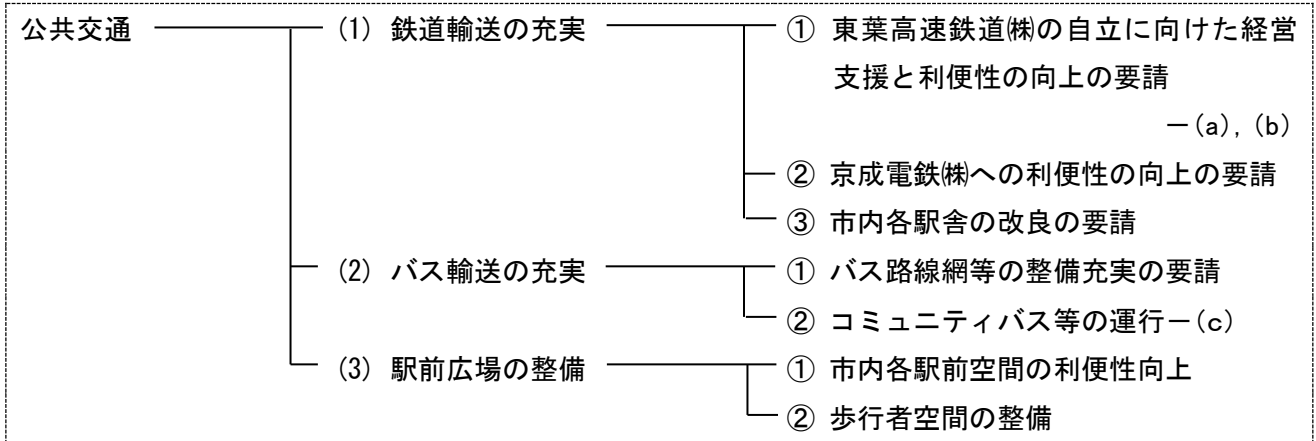 公共交通 (1) 鉄道輸送の充実 ① 東葉高速鉄道㈱の自立に向けた経営
支援と利便性の向上の要請
－(a), (b)
② 京成電鉄㈱への利便性の向上の要請
③ 市内各駅舎の改良の要請
(2) バス輸送の充実 ① バス路線網等の整備充実の要請
② コミュニティバス等の運行－(c)
(3) 駅前広場の整備 ① 市内各駅前空間の利便性向上
② 歩行者空間の整備